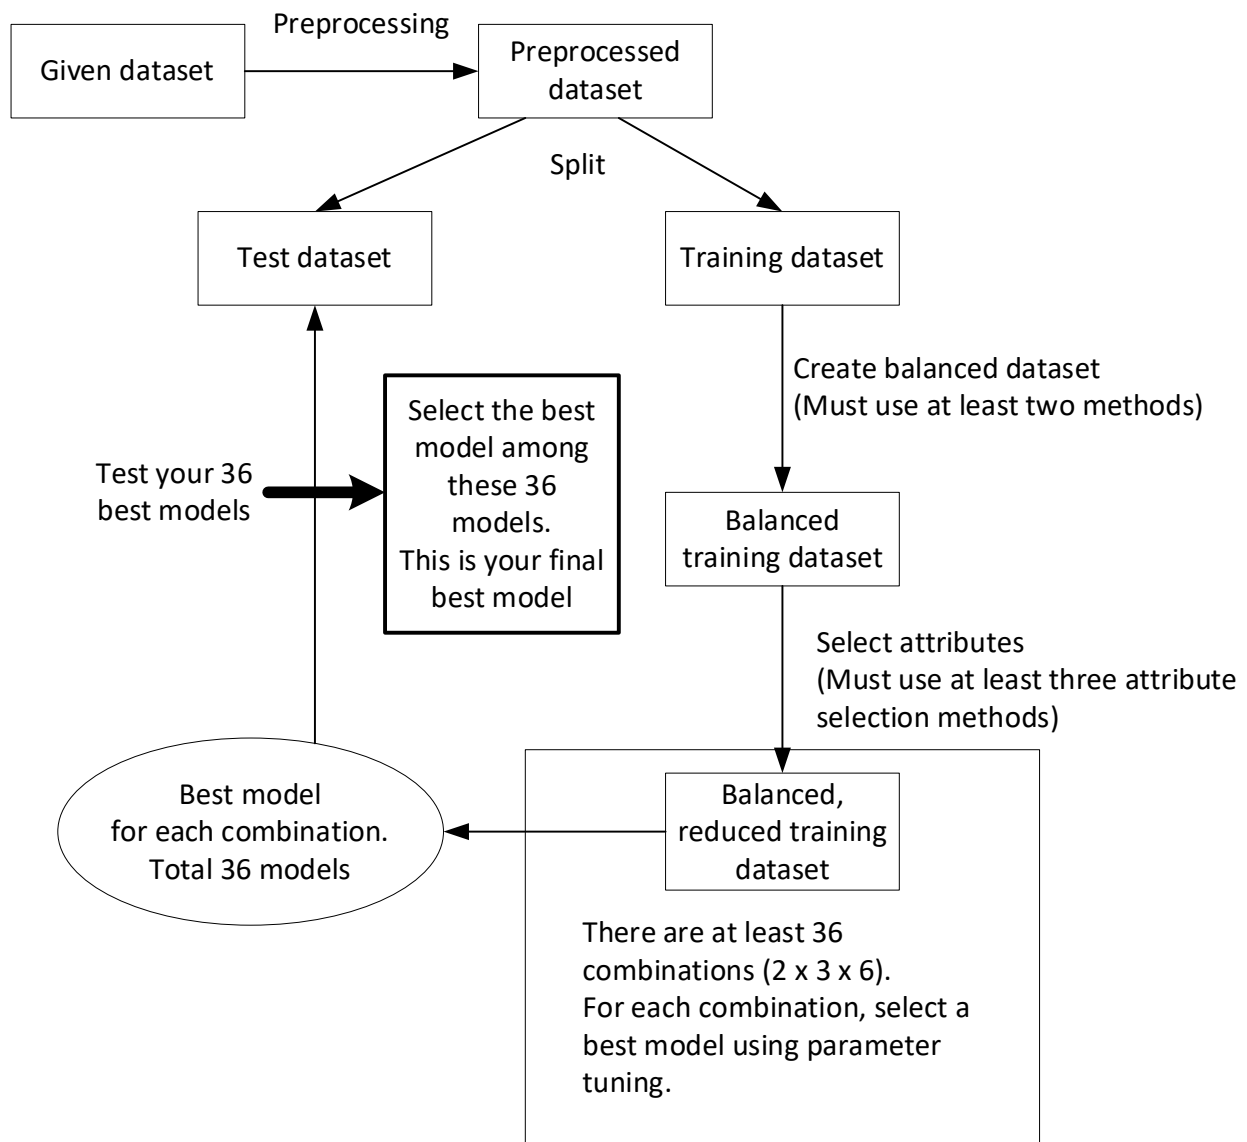 Preprocessing
Given dataset
Preprocessed
dataset
Split
Test dataset
Training dataset
Create balanced dataset
(Must use at least two methods)
Select the best
model among
these 36
models.
This is your final
best model
Test your 36
best models
Balanced
training dataset
Select attributes
(Must use at least three attribute
selection methods)
Best model
for each combination.
Total 36 models
Balanced,
reduced training
dataset
There are at least 36
combinations (2 x 3 x 6).
For each combination, select a
best model using parameter
tuning.